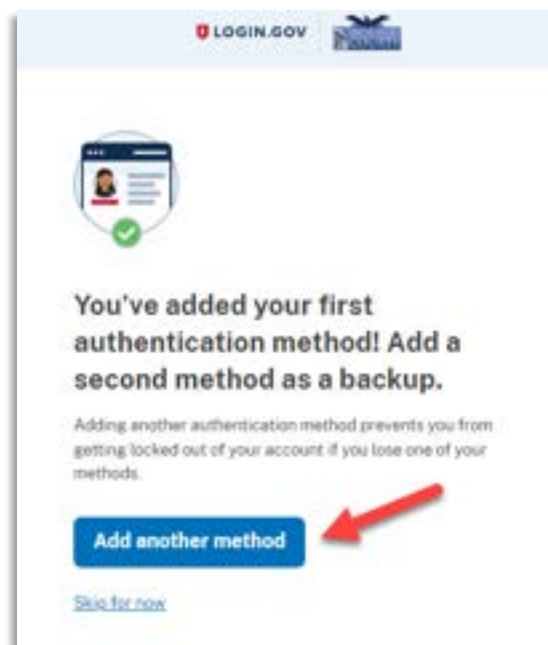 LOGIN.GOV
You've added your first
authentication method! Add a
second method as a backup.
Adding another authentication method prevents you from
getting locked out of your account if you lose one of your
methods.
Add another method
Skip for now